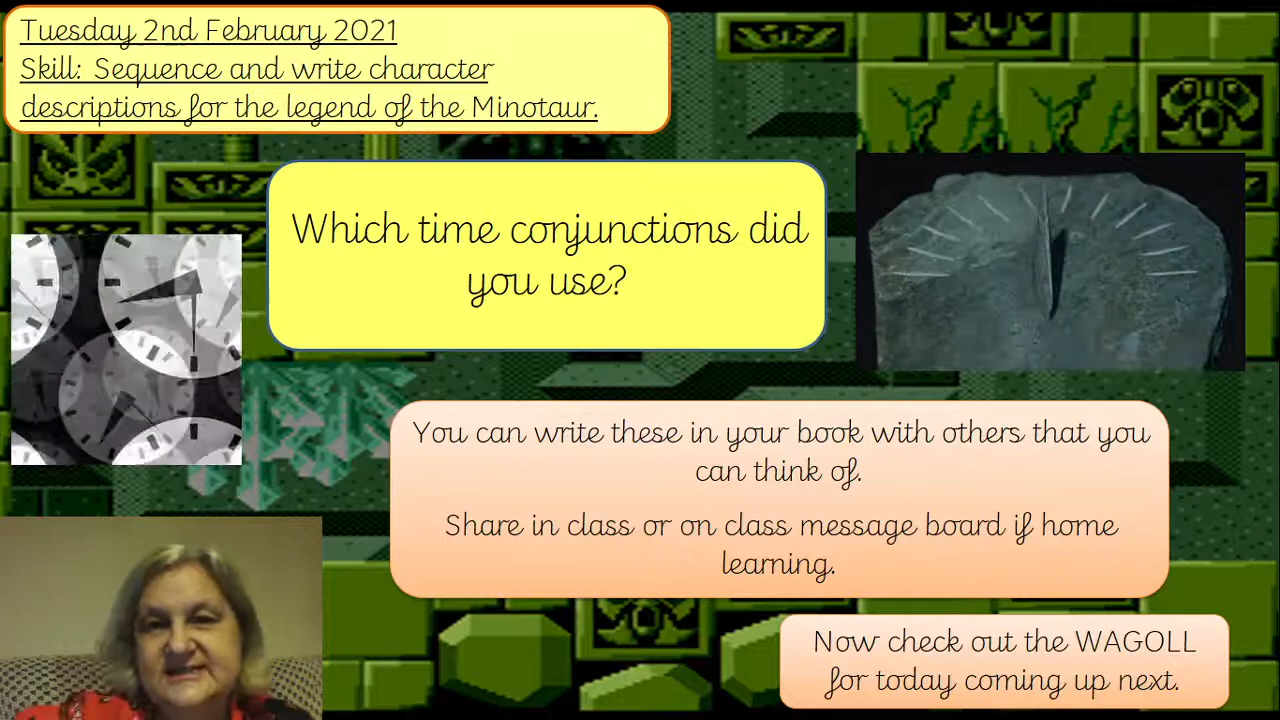 Tuesday 2nd February 2021
Skill: Sequence and write character
descriptions for the legend of the Minotaur.
Which time conjunctions did
you use?
You can write these in your book with others that you
can think of.
Share in class or on class message board if home
learning.
Now check out the WAGOLL
for today coming up next.